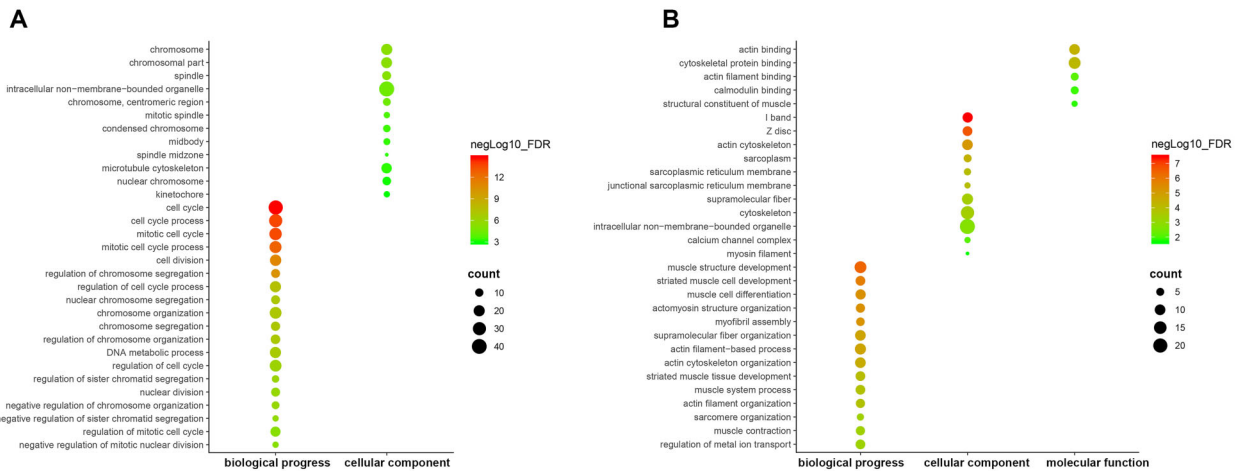 A
chromosome
chromosomal part
spindle
intracellular non-membrane-bounded organelle
chromosome, centromeric region
mitotic spindle
condensed chromosome
midbody
spindle midzone
microtubule cytoskeleton
nuclear chromosome
kinetochore
cell cycle
cell cycle process
mitotic cell cycle
mitotic cell cycle process
cell division
regulation of chromosome segregation
regulation of cell cycle process
nuclear chromosome segregation
chromosome organization
chromosome segregation
regulation of chromosome organization
DNA metabolic process
regulation of cell cycle
regulation of sister chromatid segregation
nuclear division
negative regulation of chromosome organization
negative regulation of sister chromatid segregation
regulation of mitotic cell cycle
negative regulation of mitotic nuclear division
biological progress
cellular component
negLog10_FDR
12
9
6
3
count
10
20
30
40
B
actin binding
cytoskeletal protein binding
actin filament binding
calmodulin binding
structural constituent of muscle
I band
Z disc
actin cytoskeleton
sarcoplasm
sarcoplasmic reticulum membrane
junctional sarcoplasmic reticulum membrane
supramolecular fiber
cytoskeleton
intracellular non-membrane-bounded organelle
calcium channel complex
myosin filament
muscle structure development
striated muscle cell development
muscle cell differentiation
actomyosin structure organization
myofibril assembly
supramolecular fiber organization
actin filament-based process
actin cytoskeleton organization
striated muscle tissue development
muscle system process
actin filament organization
sarcomere organization
muscle contraction
regulation of metal ion transport
biological progress
cellular component
molecular function
negLog10_FDR
7
6
5
4
3
2
count
5
10
15
20